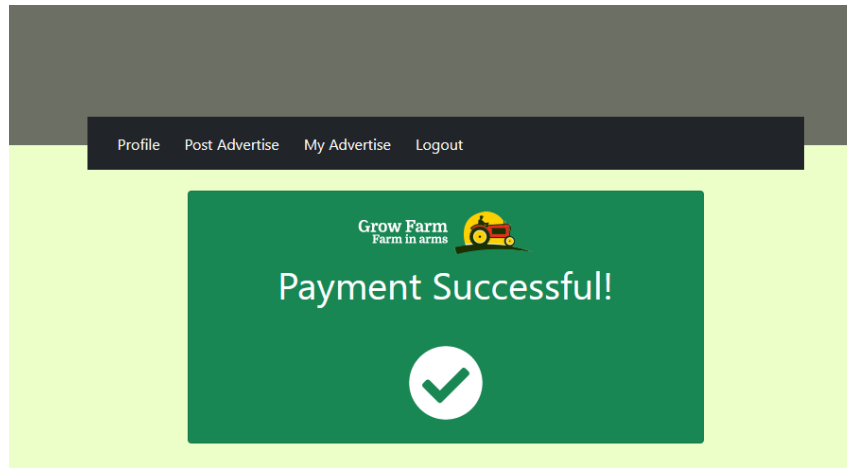 Profile Post Advertise My Advertise Logout
Grow Farm
Farm in arms
Payment Successful!